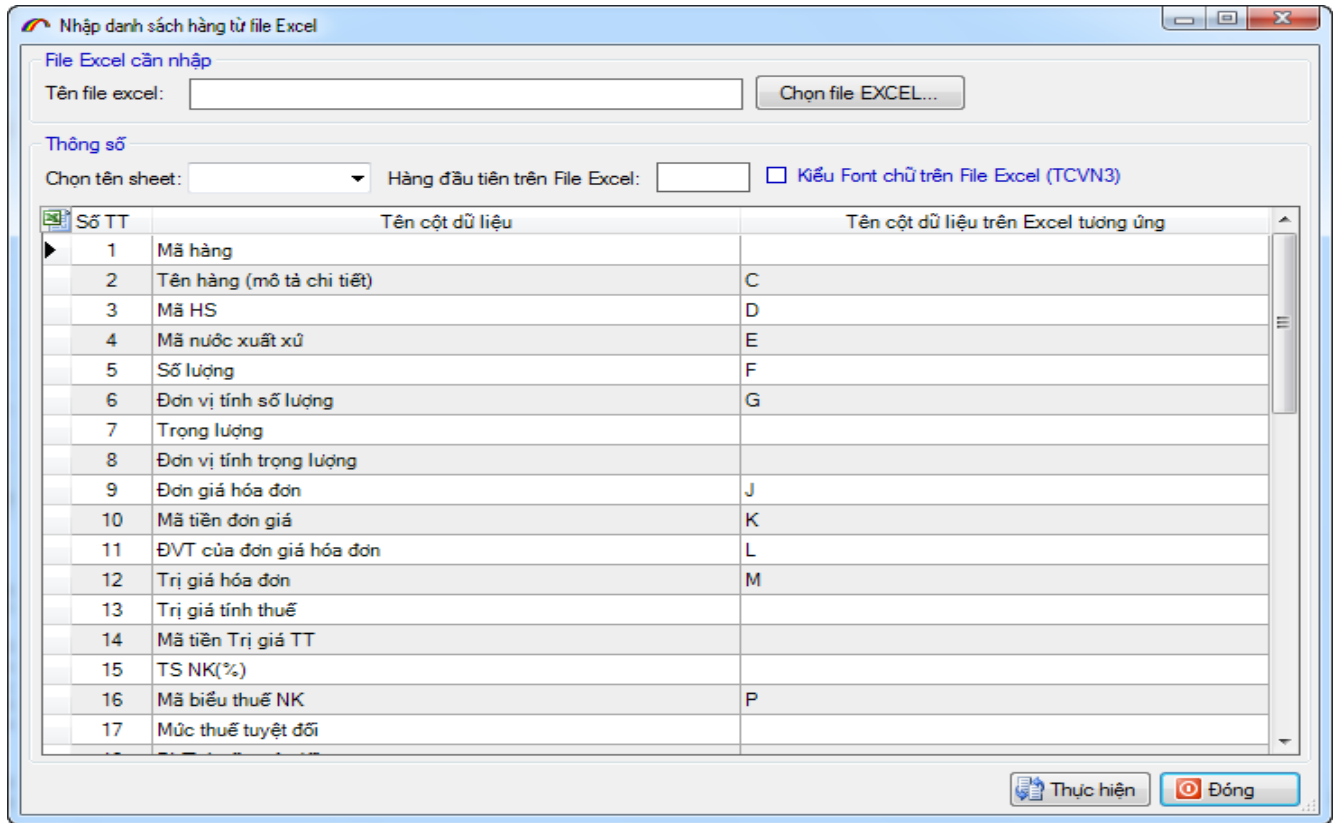 Nhập danh sách hàng từ file Excel
File Excel cần nhập
Tên file excel: Chọn file EXCEL...
Thông số
Chọn tên sheet: Hàng đầu tiên trên File Excel: Kiểu Font chữ trên File Excel (TCVN3)
Số TT Tên cột dữ liệu Tên cột dữ liệu trên Excel tương ứng
1 Mã hàng
2 Tên hàng (mô tả chi tiết) C
3 Mã HS D
4 Mã nước xuất xứ E
5 Số lượng F
6 Đơn vị tính số lượng G
7 Trọng lượng
8 Đơn vị tính trọng lượng
9 Đơn giá hóa đơn J
10 Mã tiền đơn giá K
11 ĐVT của đơn giá hóa đơn L
12 Trị giá hóa đơn M
13 Trị giá tính thuế
14 Mã tiền Trị giá TT
15 TS NK(%)
16 Mã biểu thuế NK P
17 Mức thuế tuyệt đối
Thực hiện Đóng